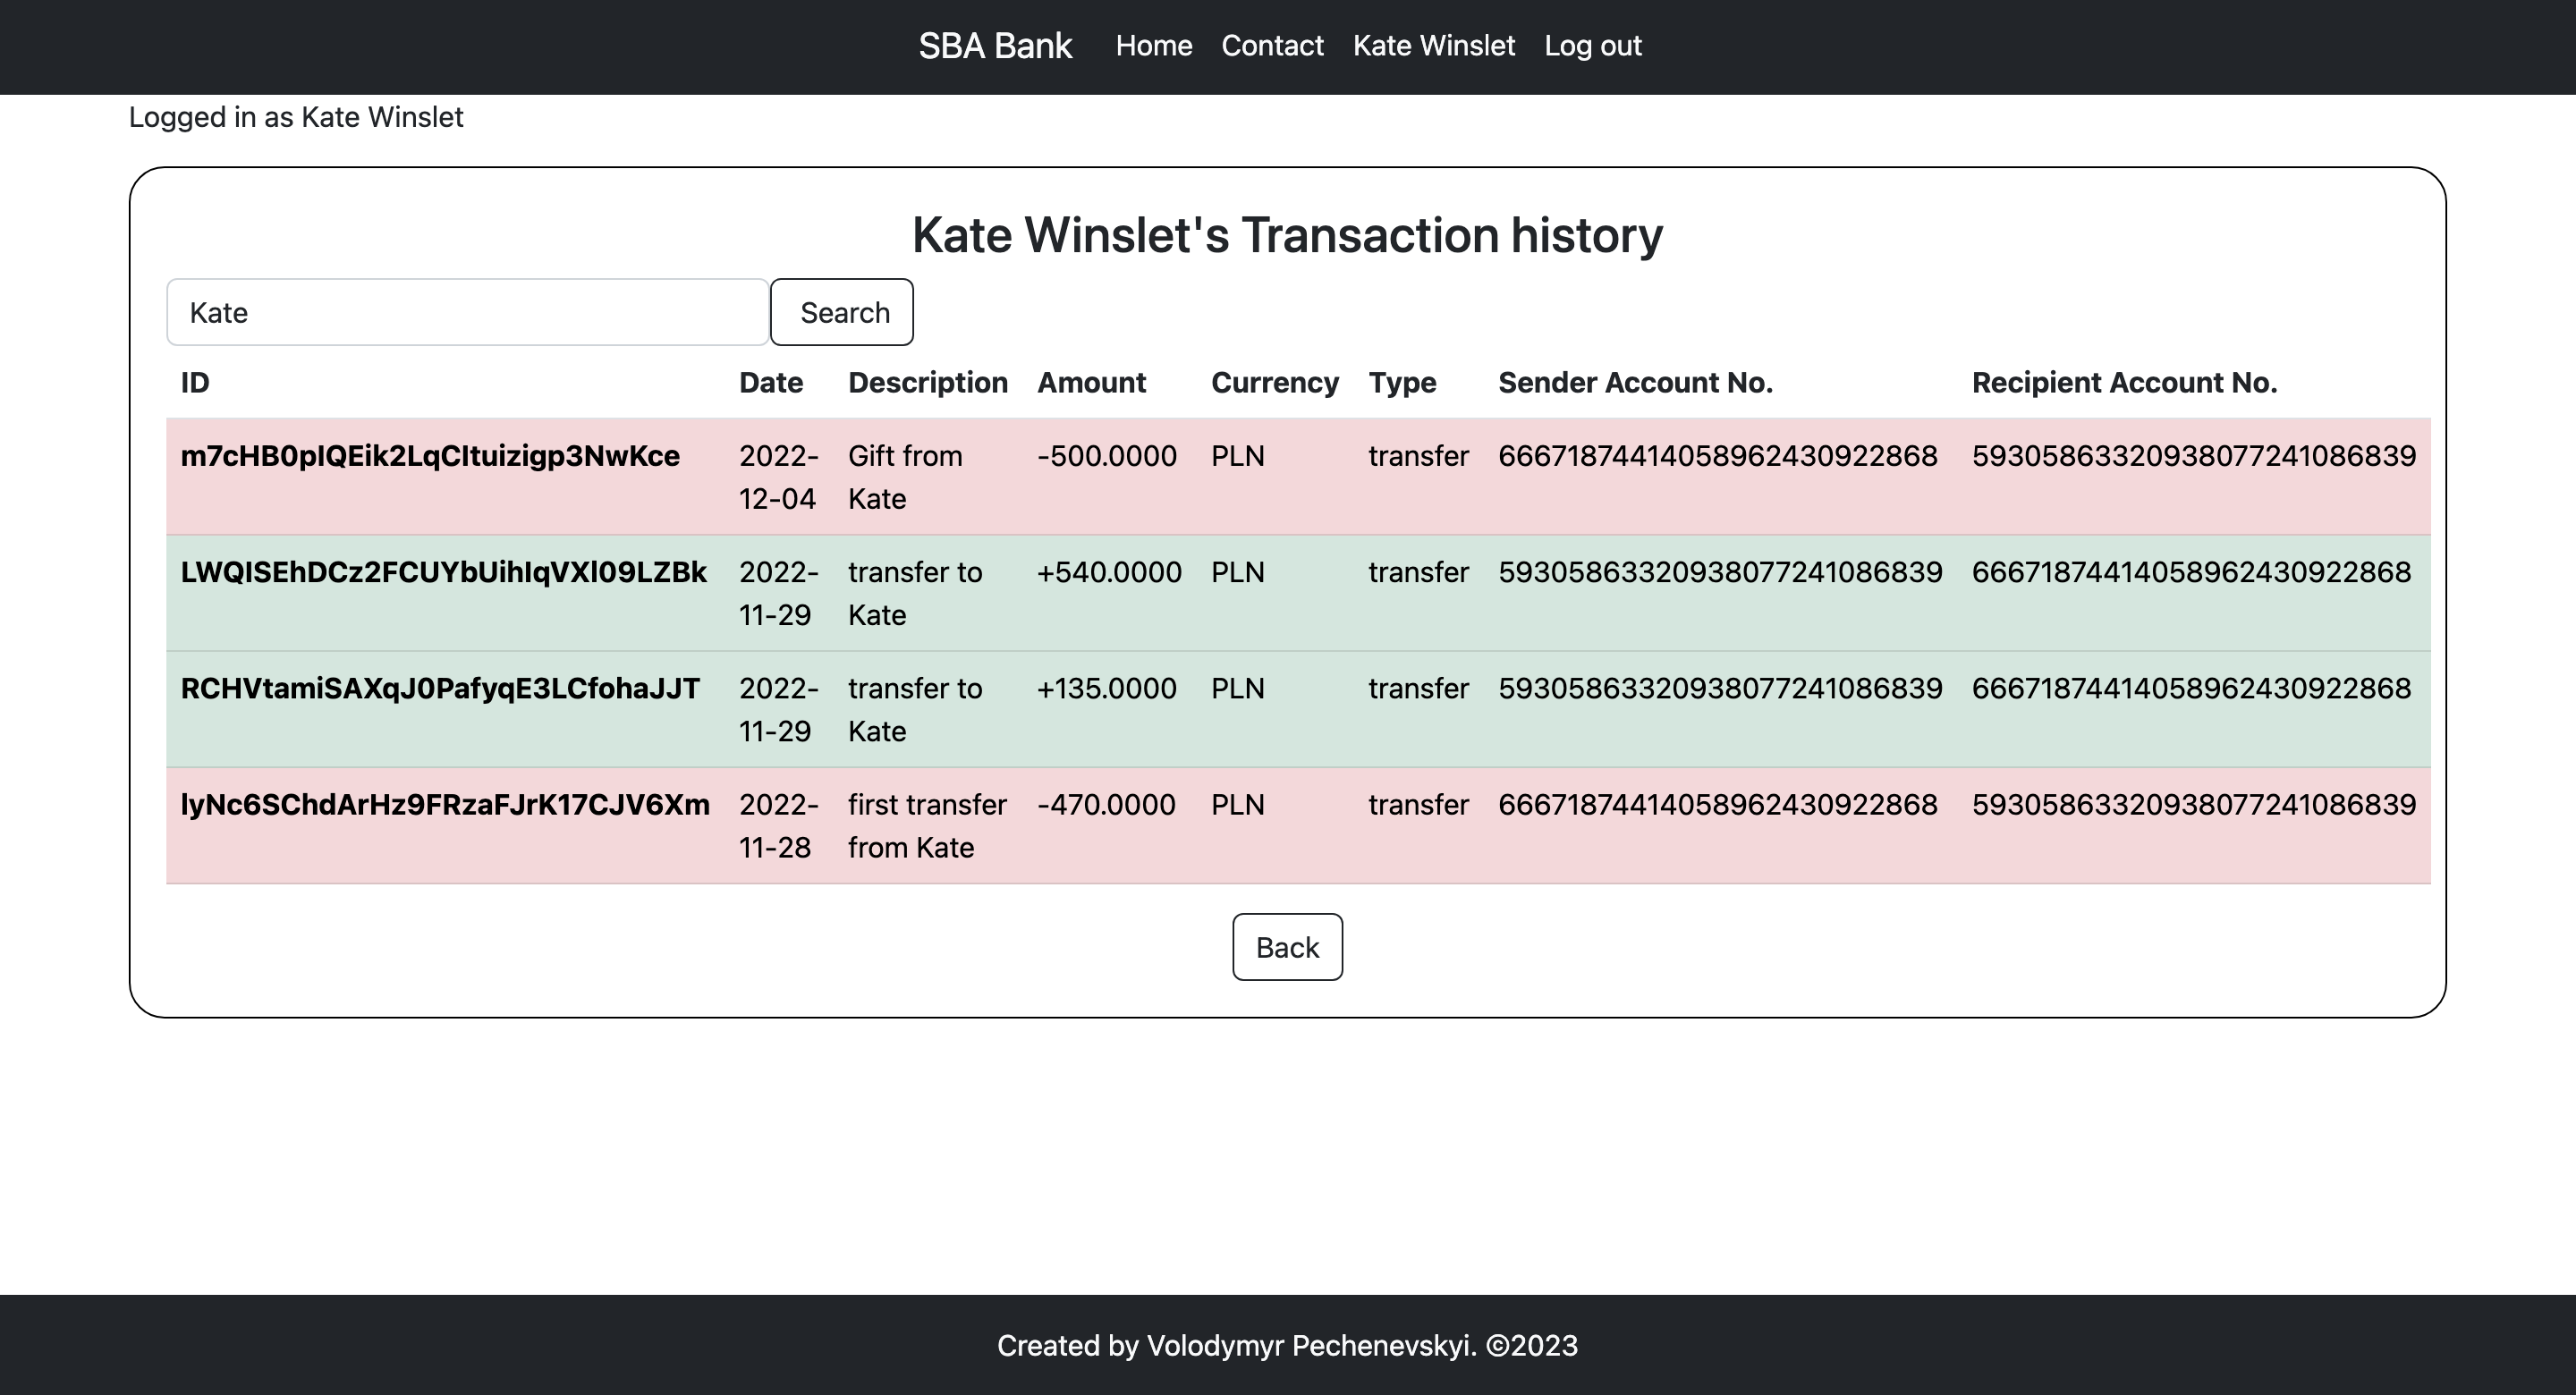 SBA Bank Home Contact Kate Winslet Log out
Logged in as Kate Winslet
Kate Winslet's Transaction history
Kate Search
ID Date Description Amount Currency Type Sender Account No. Recipient Account No.
m7cHB0pIQEik2LqCItuizigp3NwKce 2022- Gift from -500.0000 PLN transfer 66671874414058962430922868 59305863320938077241086839
12-04 Kate
LWQISEhDCz2FCUYbUihIqVXl09LZBk 2022- transfer to +540.0000 PLN transfer 59305863320938077241086839 66671874414058962430922868
11-29 Kate
RCHVtamiSAXqJ0PafyqE3LCfohaJJT 2022- transfer to +135.0000 PLN transfer 59305863320938077241086839 66671874414058962430922868
11-29 Kate
lyNc6SChdArHz9FRzaFJrK17CJV6Xm 2022- first transfer -470.0000 PLN transfer 66671874414058962430922868 59305863320938077241086839
11-28 from Kate
Back
Created by Volodymyr Pechenevskyi. ©2023